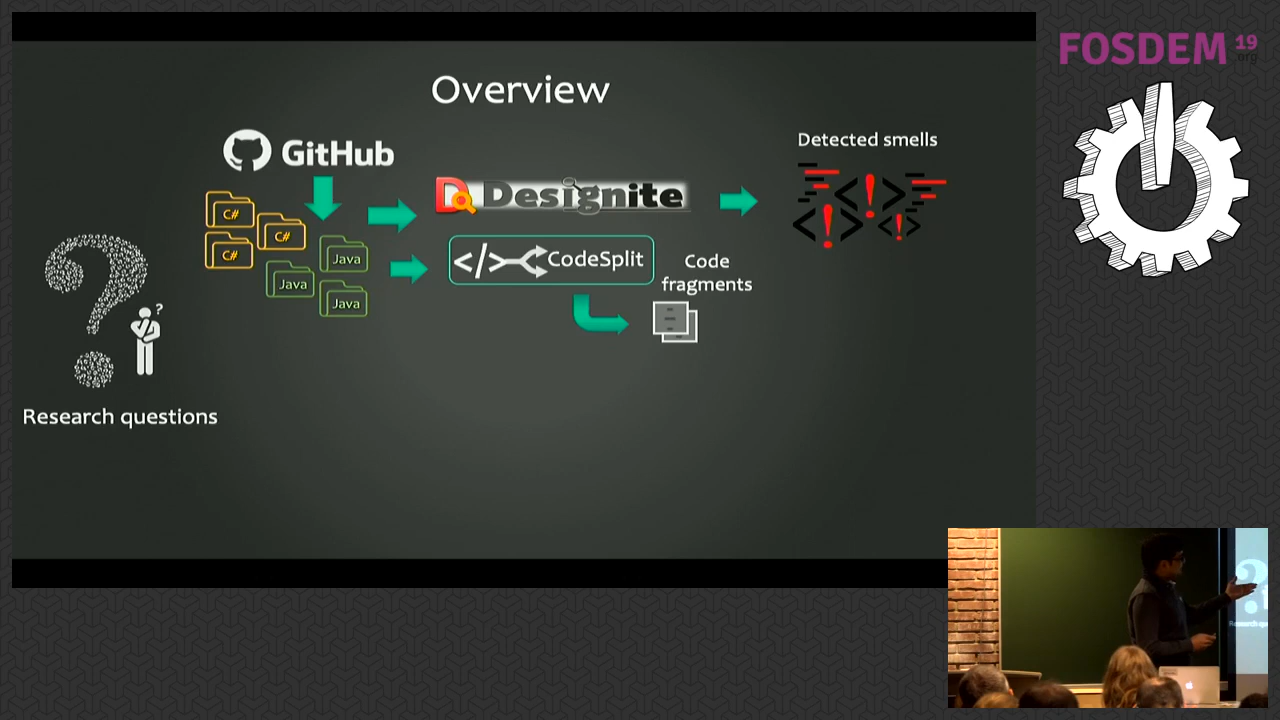 Overview
GitHub
C#
C#
C#
Java
Java
Java
Designite
</> CodeSplit
Code
fragments
Detected smells
<!>
<!>
<!>
?
?
Research questions
FOSDEM 19
.org